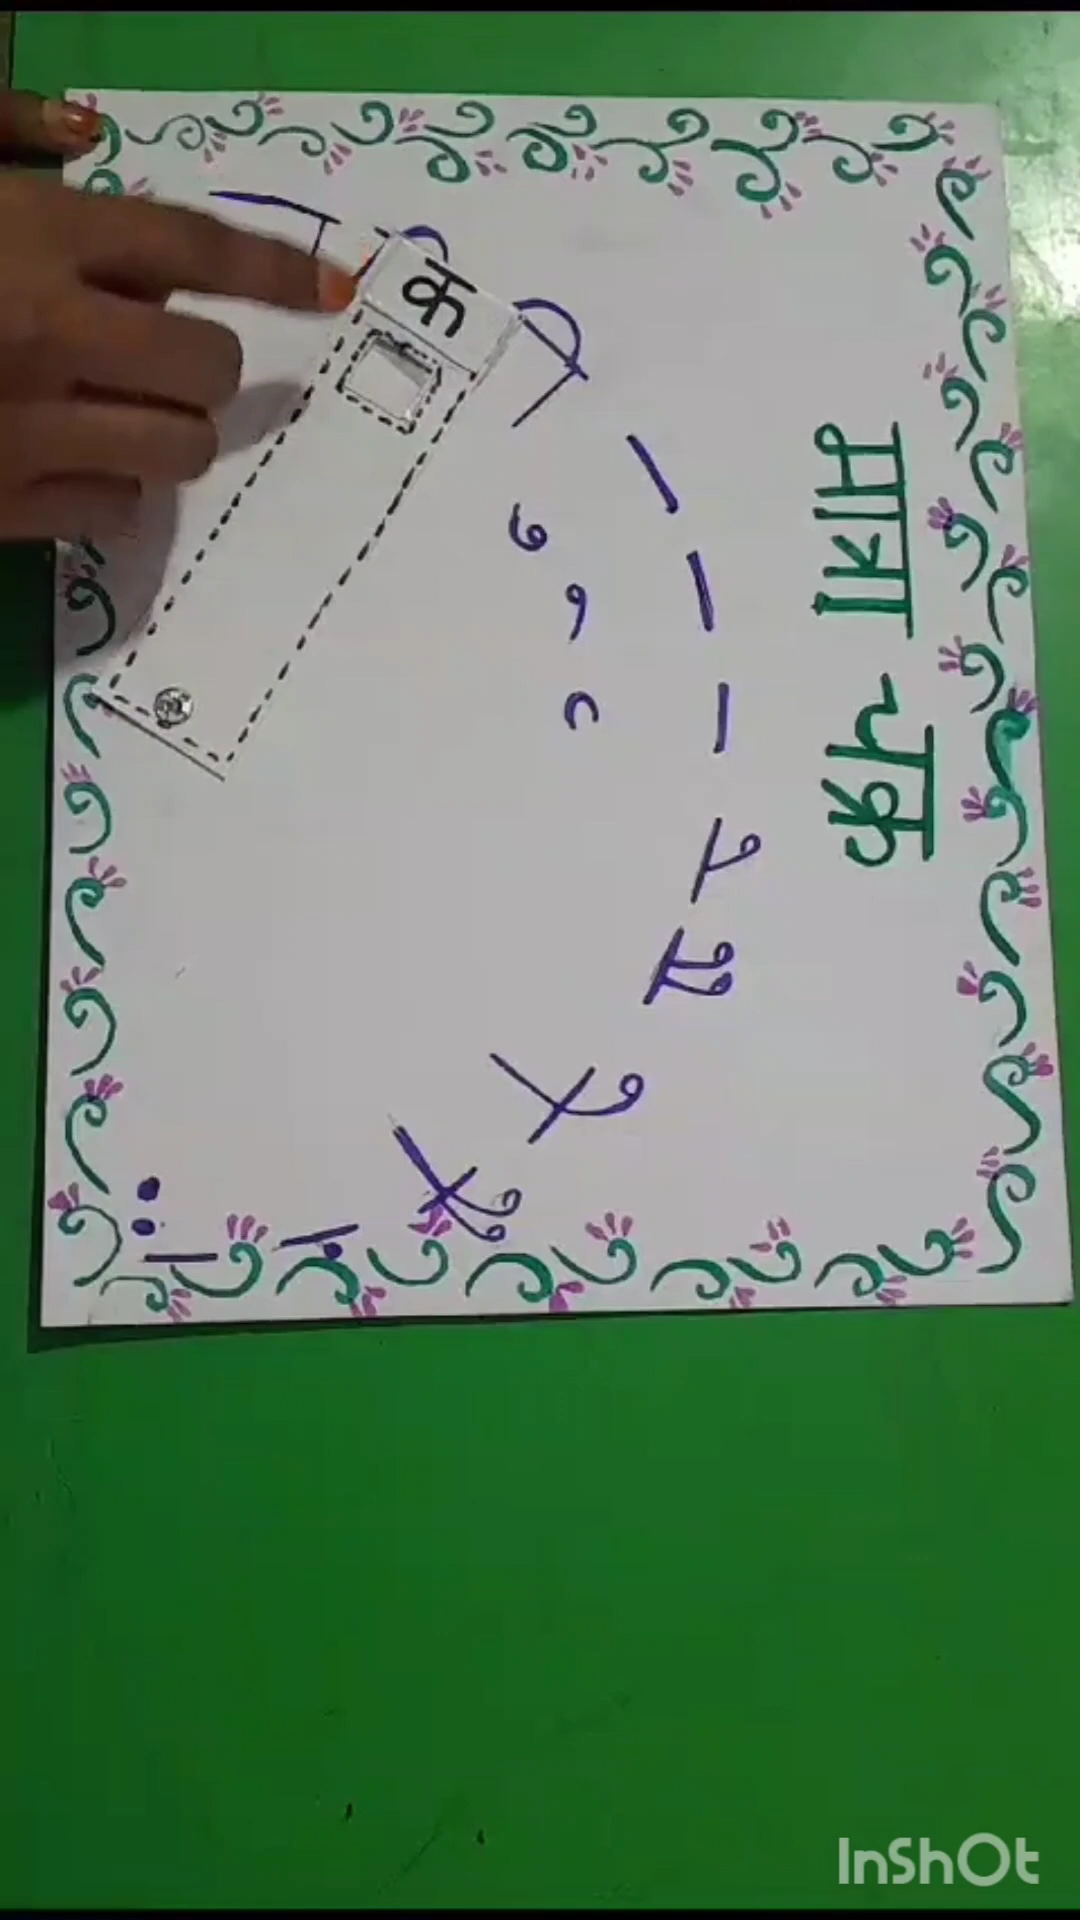 मात्रा चक्र
क
ा ि ी ु ू ृ े ै ो ौ ं ः
InShOt